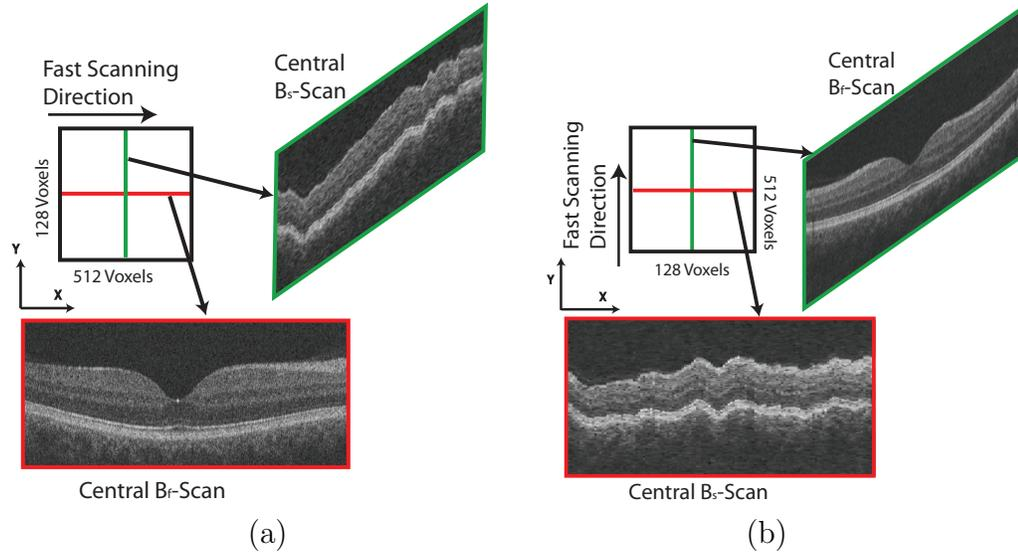 Fast Scanning
Direction
Central
Bs-Scan
128 Voxels
512 Voxels
Y
X
Central Bf-Scan
(a)
Central
Bf-Scan
Fast Scanning
Direction
512 Voxels
128 Voxels
Y
X
Central Bs-Scan
(b)